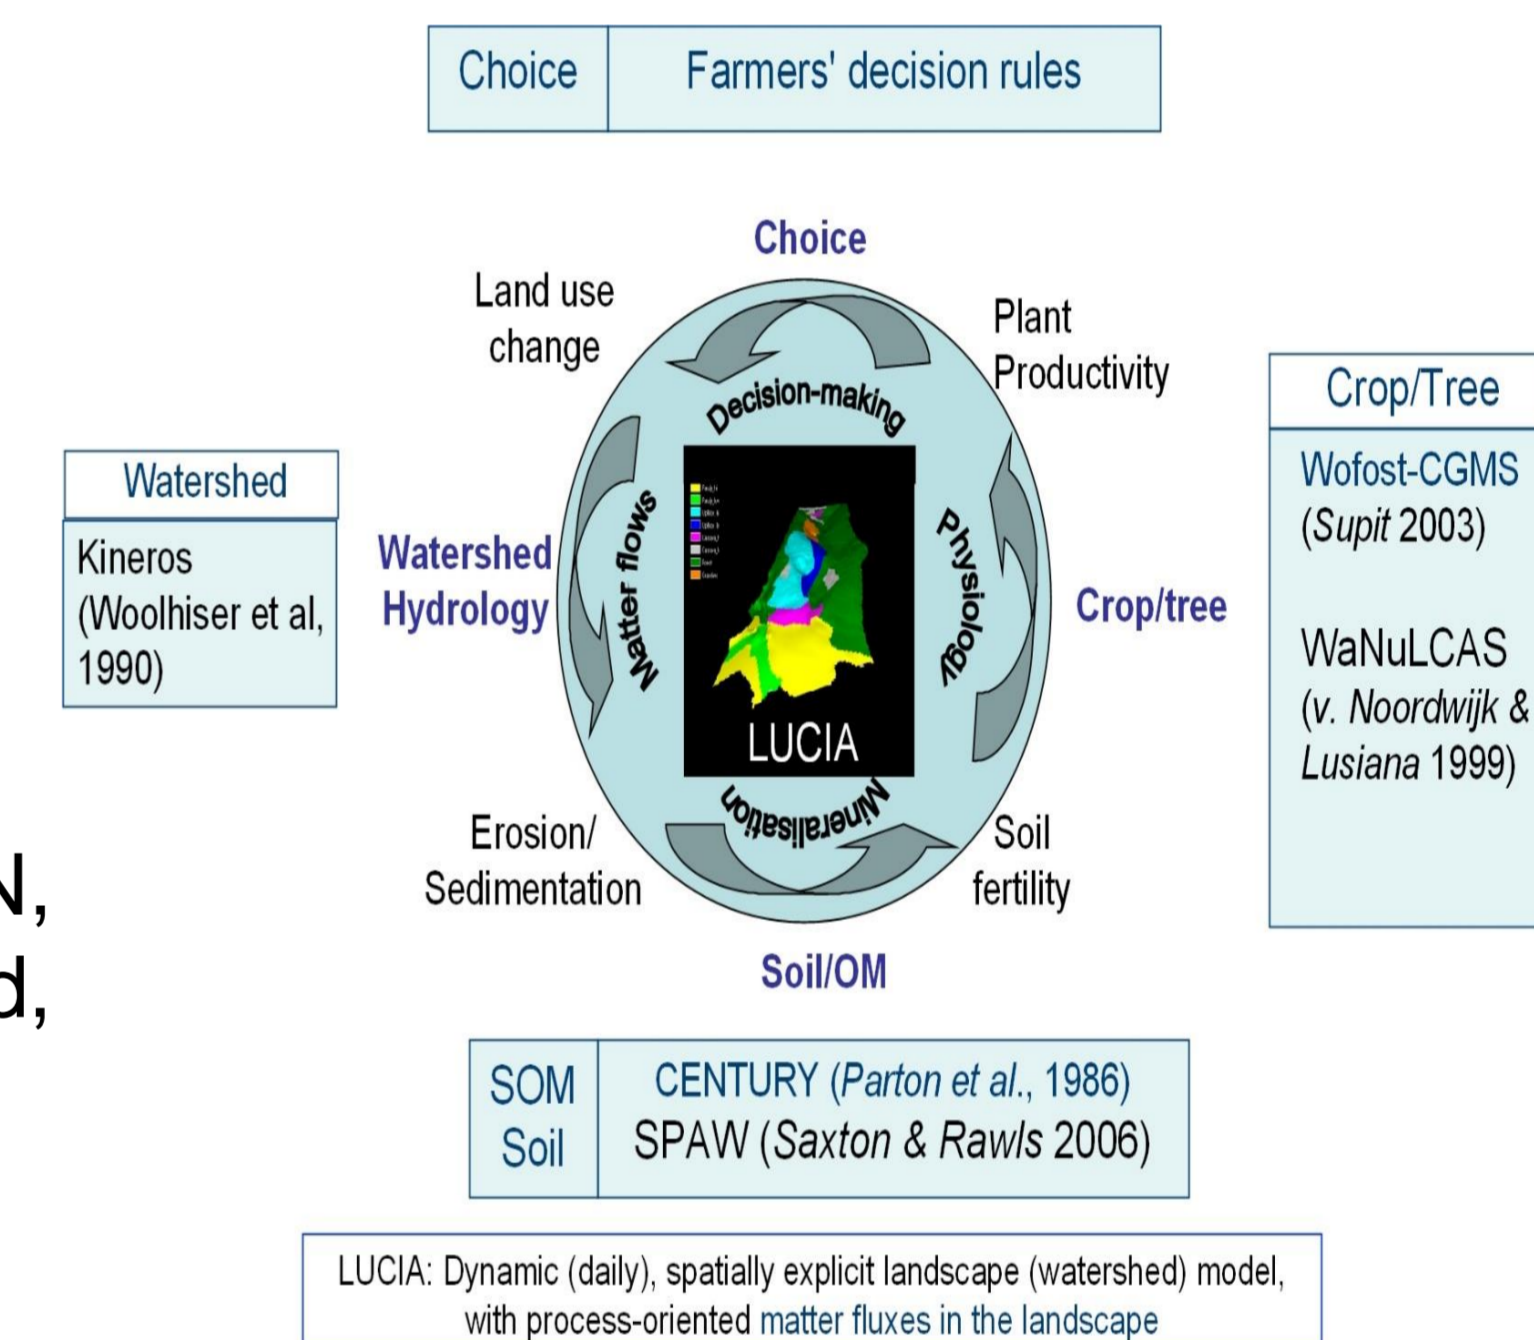 Choice Farmers' decision rules
Choice
Land use
change
Plant
Productivity
Decision-making
Crop/Tree
Wofost-CGMS
(Supit 2003)
WaNuLCAS
(v. Noordwijk &
Lusiana 1999)
Watershed
Kineros
(Woolhiser et al,
1990)
Watershed
Hydrology
Matter flows
Physiology
Crop/tree
LUCIA
Mineralisation
Erosion/
Sedimentation
Soil
fertility
N,
d,
Soil/OM
SOM
Soil
CENTURY (Parton et al., 1986)
SPAW (Saxton & Rawls 2006)
LUCIA: Dynamic (daily), spatially explicit landscape (watershed) model,
with process-oriented matter fluxes in the landscape